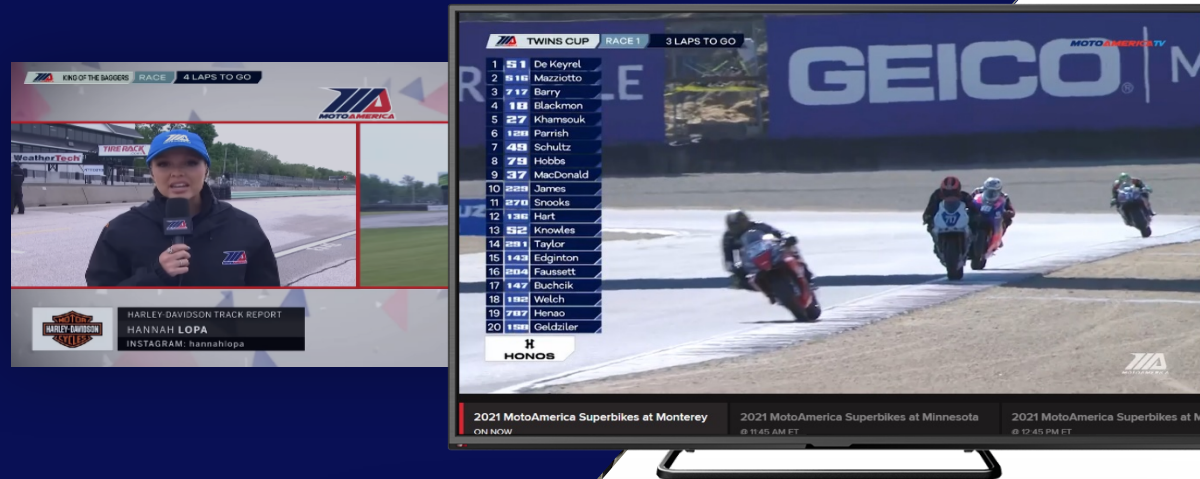 KING OF THE BAGGERS RACE 4 LAPS TO GO
MOTOAMERICA
WeatherTech
TIRE RACK
MOTOR
HARLEY-DAVIDSON
CYCLES
HARLEY-DAVIDSON TRACK REPORT
HANNAH LOPA
INSTAGRAM: hannahlopa
TWINS CUP RACE 1 3 LAPS TO GO
MOTOAMERICATV
GEICO®
1 51 De Keyrel
2 516 Mazziotto
3 717 Barry
4 18 Blackmon
5 27 Khamsouk
6 128 Parrish
7 49 Schultz
8 79 Hobbs
9 37 MacDonald
10 229 James
11 270 Snooks
12 136 Hart
13 52 Knowles
14 291 Taylor
15 143 Edginton
16 204 Faussett
17 147 Buchcik
18 192 Welch
19 707 Henao
20 158 Geldziler
HONOS
2021 MotoAmerica Superbikes at Monterey
ON NOW
2021 MotoAmerica Superbikes at Minnesota
@ 11:45 AM ET
2021 MotoAmerica Superbikes at
@ 12:45 PM ET